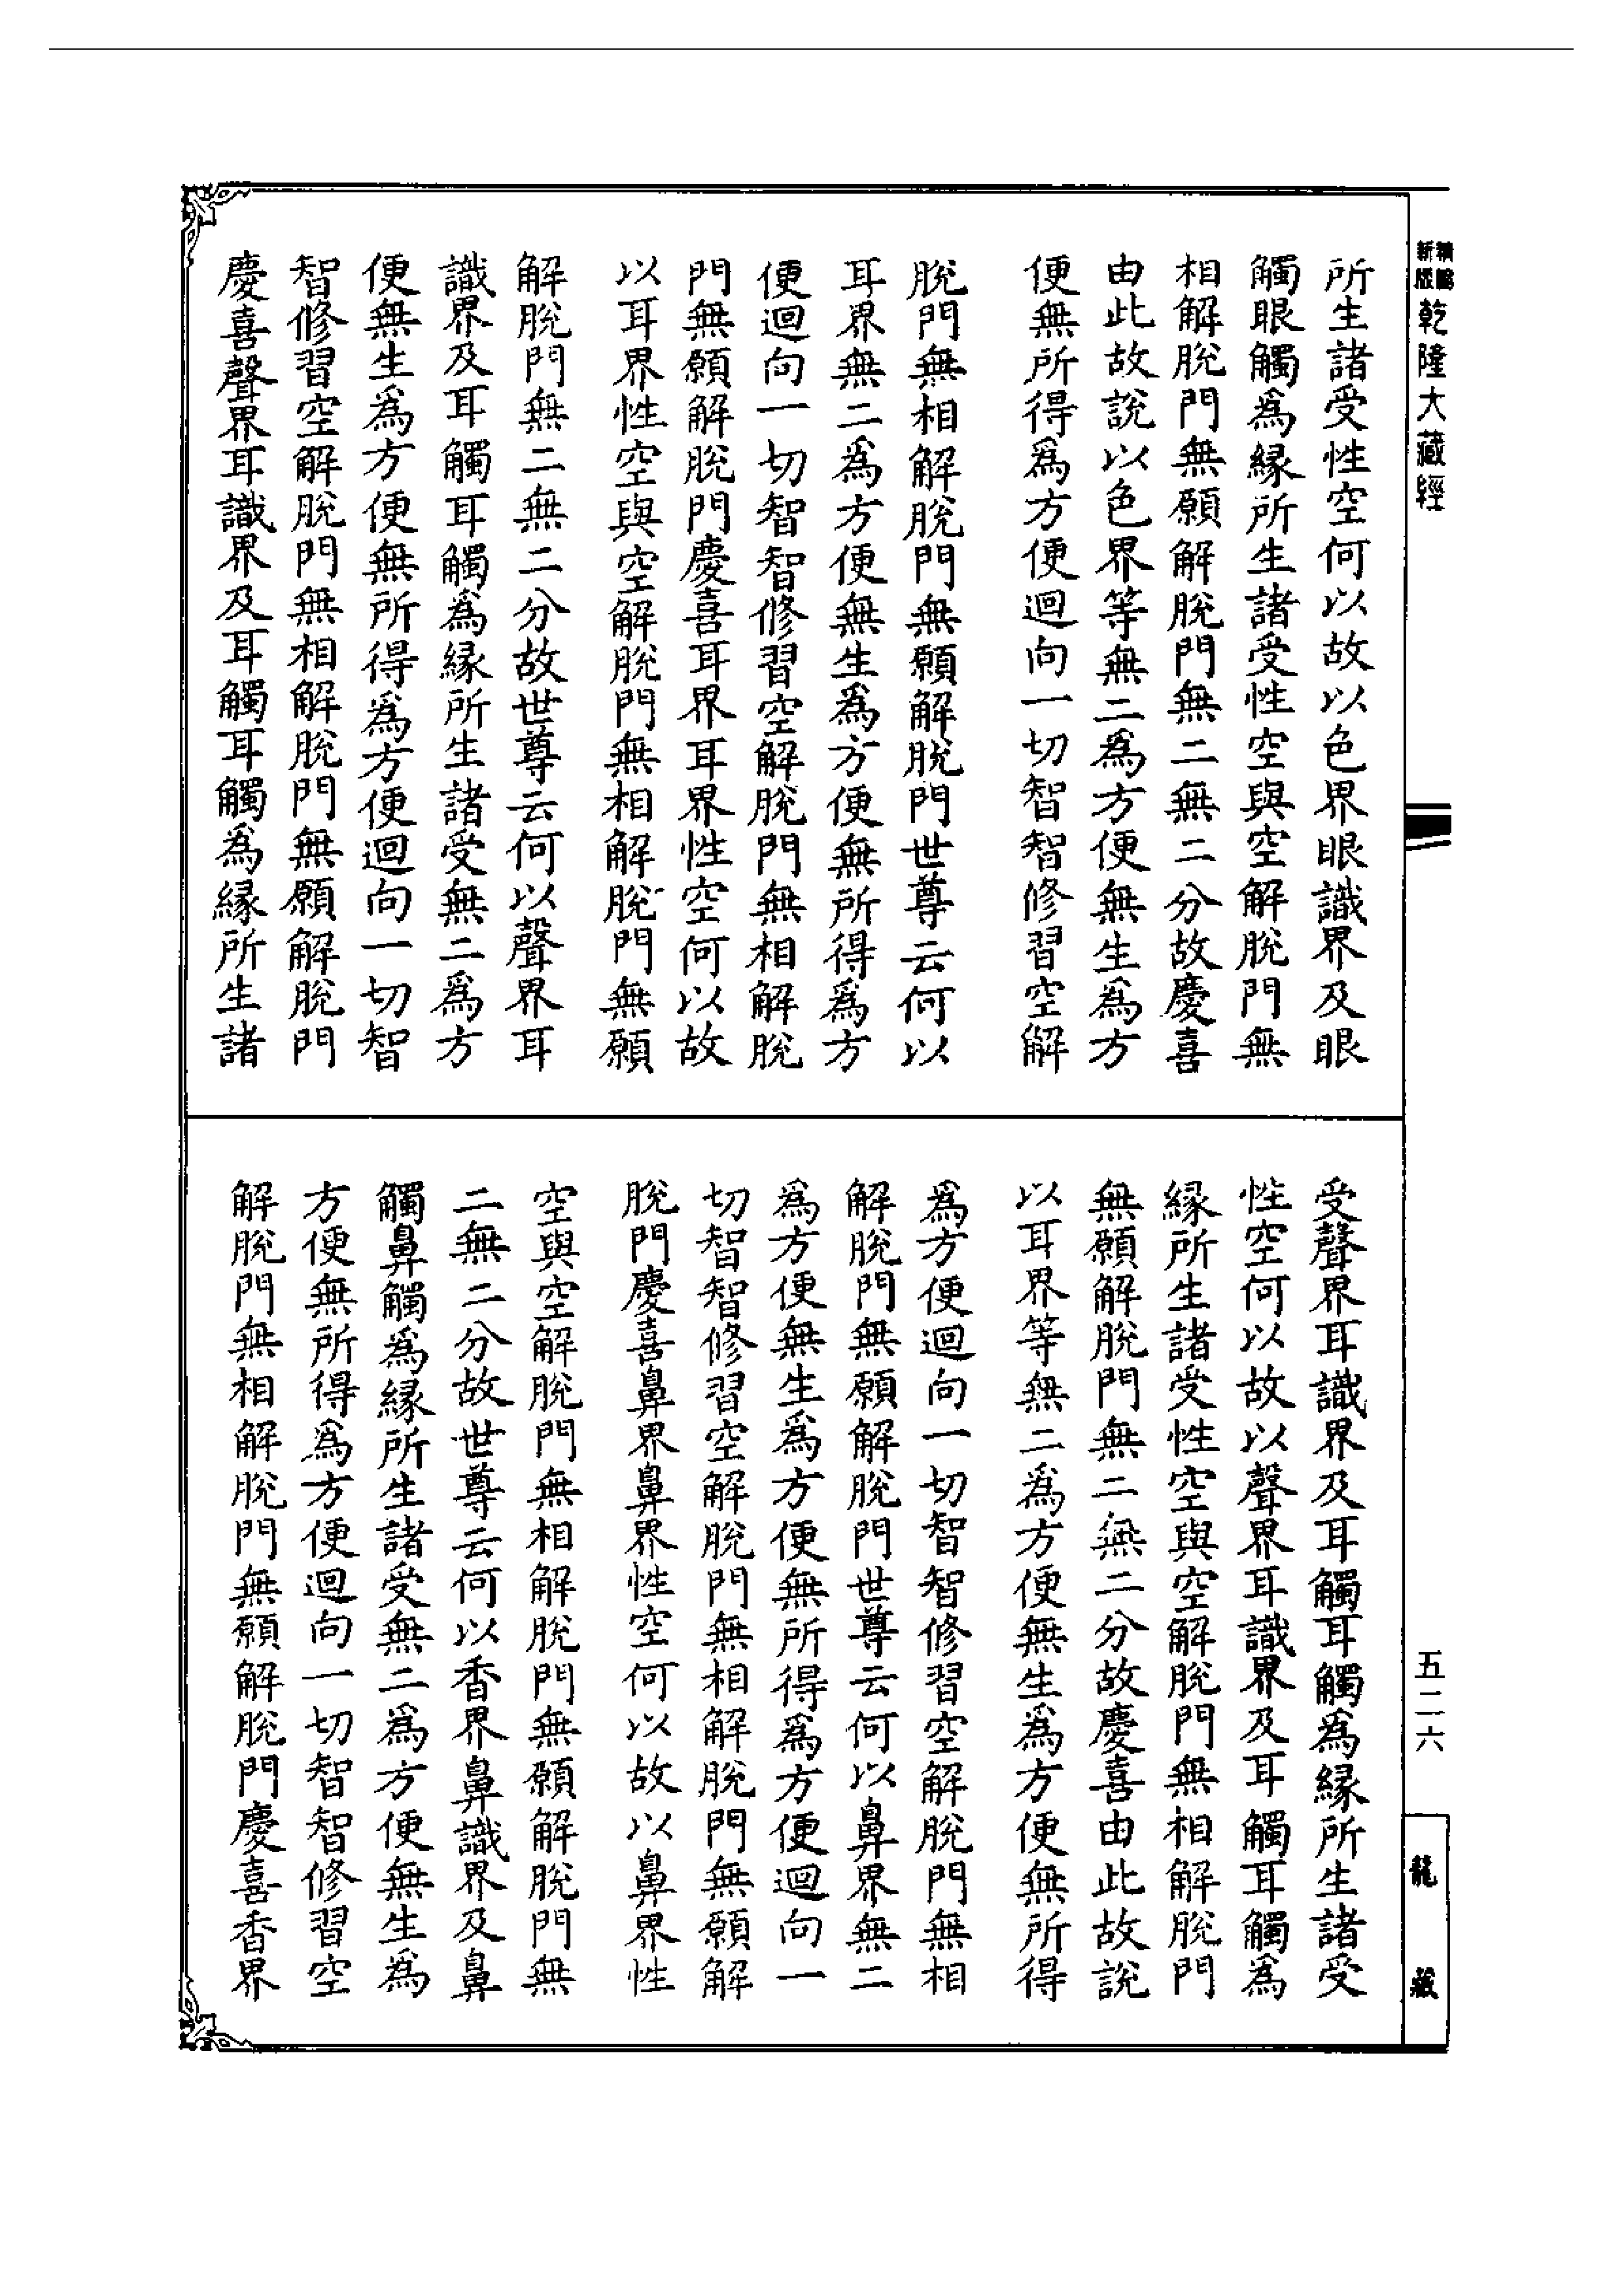 新版
乾隆大藏經
所生諸受性空何以故以色界眼識界及眼
觸眼觸爲緣所生諸受性空與空解脫門無
相解脫門無願解脫門無二無二分故慶喜
由此故說以色界等無二爲方便無生爲方
便無所得爲方便迴向一切智智修習空解
脫門無相解脫門無願解脫門世尊云何以
耳界無二爲方便無生爲方便無所得爲方
便迴向一切智智修習空解脫門無相解脫
門無願解脫門慶喜耳界耳界性空何以故
以耳界性空與空解脫門無相解脫門無願
解脫門無二無二分故世尊云何以聲界耳
識界及耳觸耳觸爲緣所生諸受無二爲方
便無生爲方便無所得爲方便迴向一切智
智修習空解脫門無相解脫門無願解脫門
慶喜聲界耳識界及耳觸耳觸爲緣所生諸
受聲界耳識界及耳觸耳觸爲緣所生諸受
性空何以故以聲界耳識界及耳觸耳觸爲
緣所生諸受性空與空解脫門無相解脫門
無願解脫門無二無二分故慶喜由此故說
以耳界等無二爲方便無生爲方便無所得
爲方便迴向一切智智修習空解脫門無相
解脫門無願解脫門世尊云何以鼻界無二
爲方便無生爲方便無所得爲方便迴向一
切智智修習空解脫門無相解脫門無願解
脫門慶喜鼻界鼻界性空何以故以鼻界性
空與空解脫門無相解脫門無願解脫門無
二無二分故世尊云何以香界鼻識界及鼻
觸鼻觸爲緣所生諸受無二爲方便無生爲
方便無所得爲方便迴向一切智智修習空
解脫門無相解脫門無願解脫門慶喜香界
五二六
龍藏